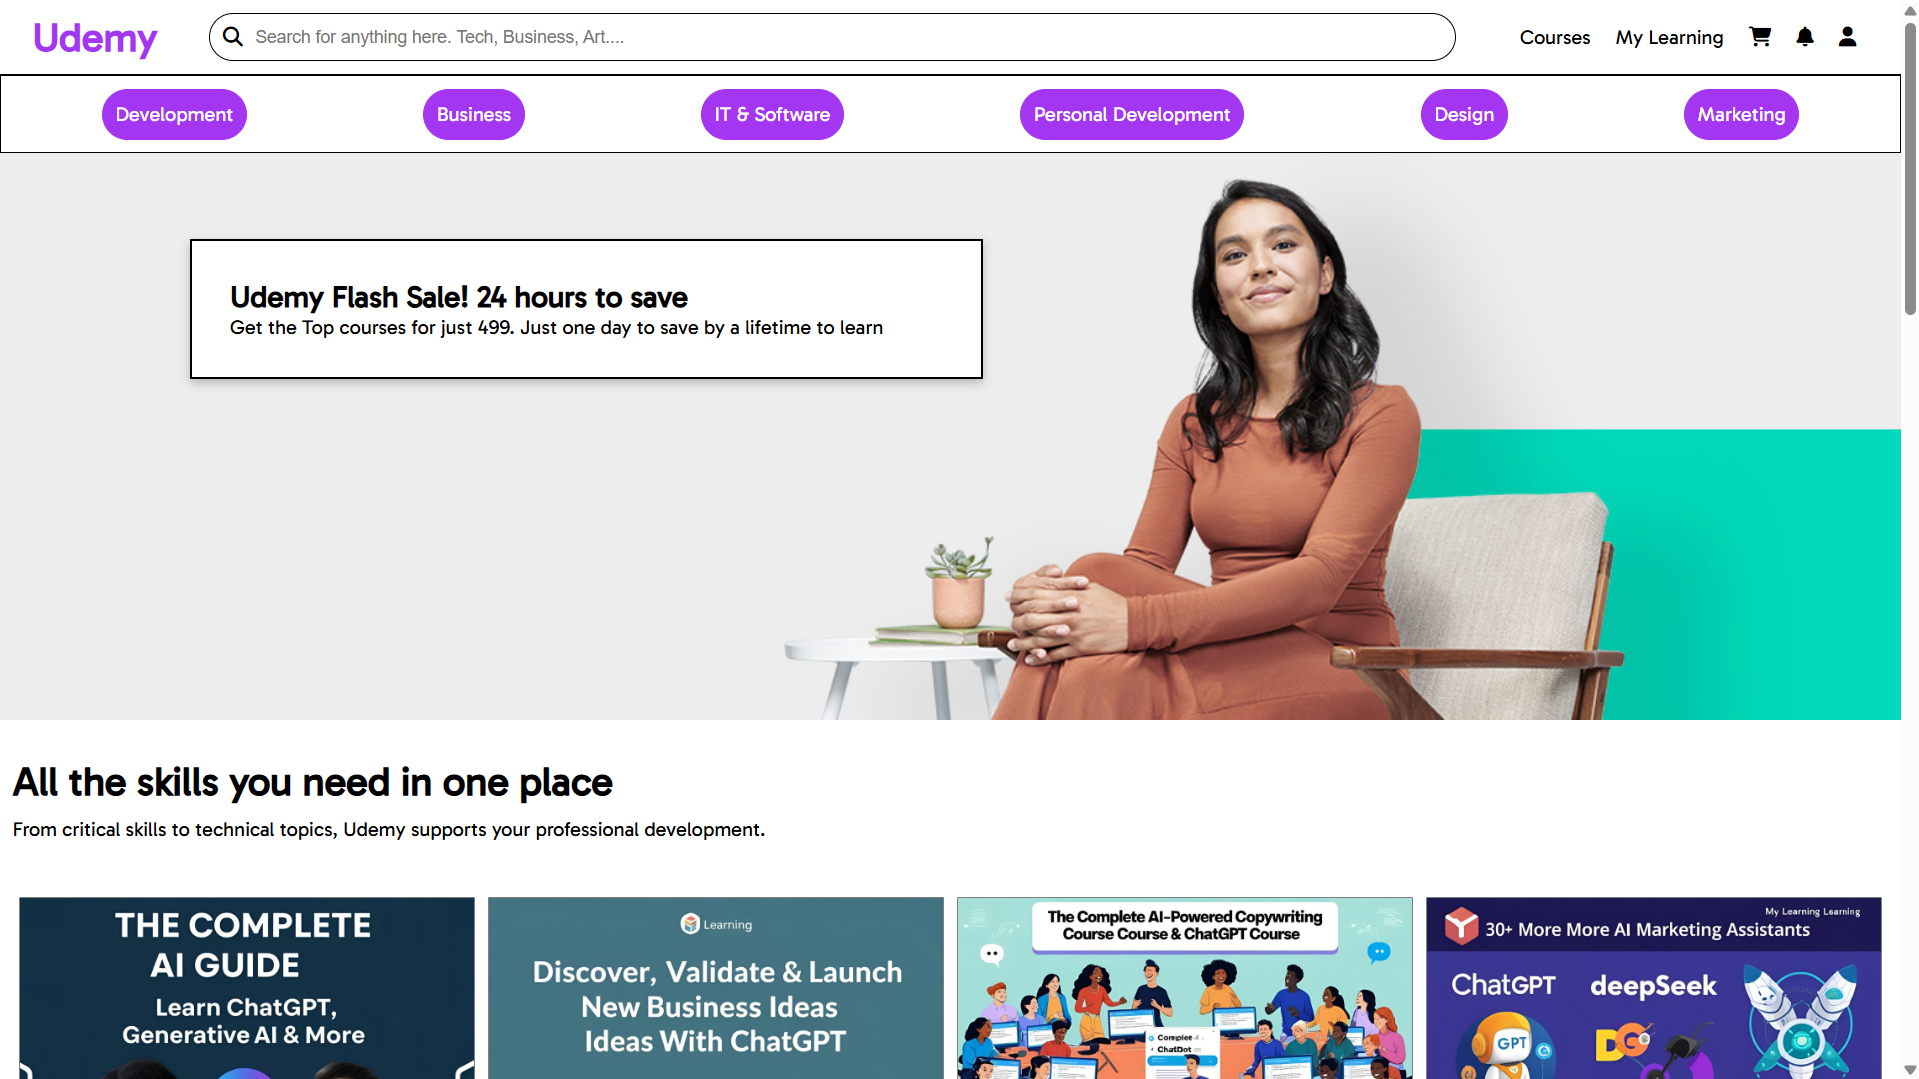 Udemy
Search for anything here. Tech, Business, Art....
Courses
My Learning
Development
Business
IT & Software
Personal Development
Design
Marketing
Udemy Flash Sale! 24 hours to save
Get the Top courses for just 499. Just one day to save by a lifetime to learn
All the skills you need in one place
From critical skills to technical topics, Udemy supports your professional development.
THE COMPLETE
AI GUIDE
Learn ChatGPT,
Generative AI & More
Learning
Discover, Validate & Launch
New Business Ideas
Ideas With ChatGPT
The Complete AI-Powered Copywriting
Course Course & ChatGPT Course
Complet
ChatDot
My Learning Learning
30+ More More AI Marketing Assistants
ChatGPT
deepSeek
GPT
DG